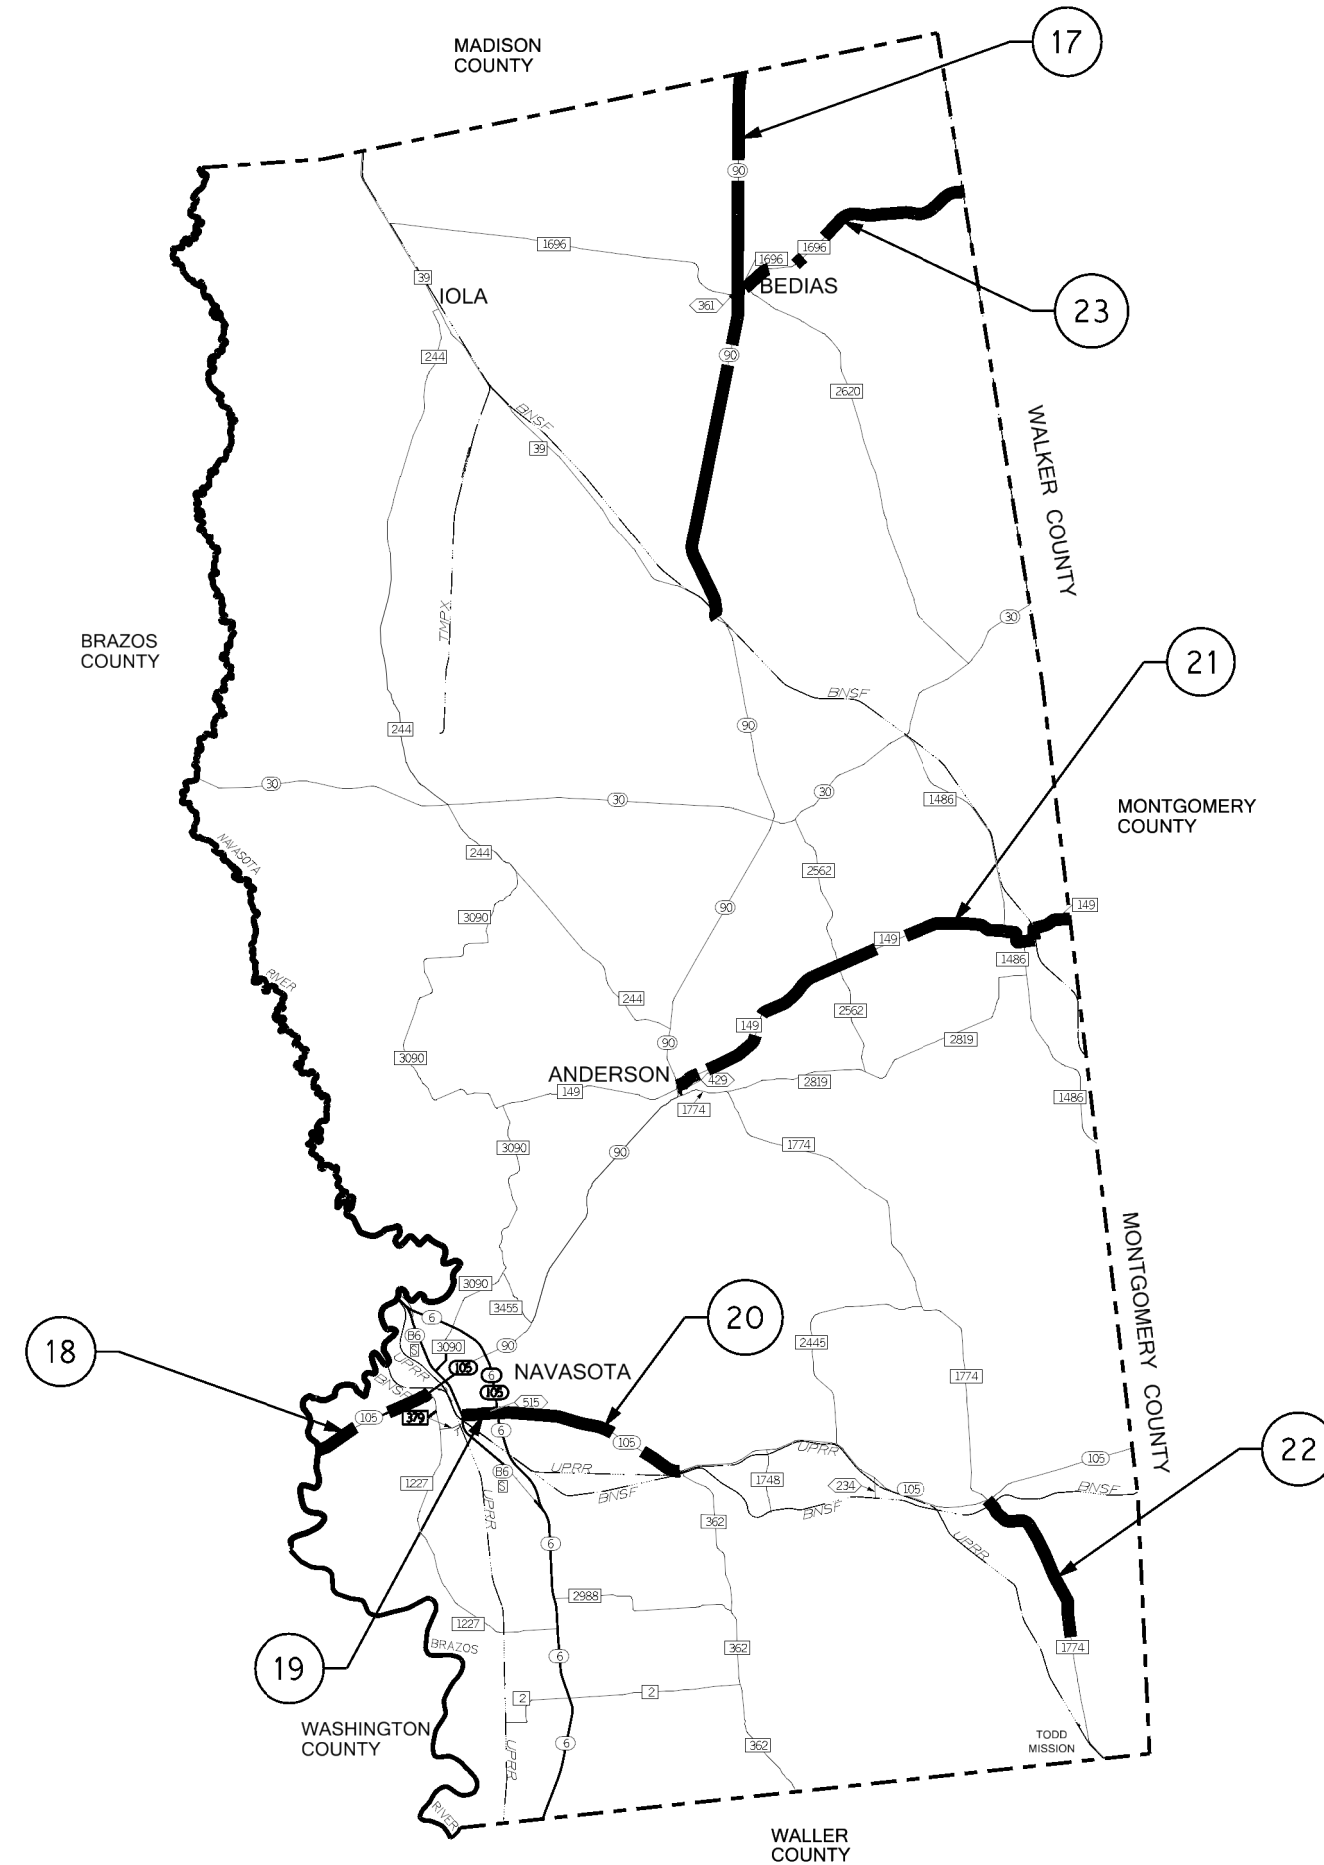 MADISON
COUNTY
17
90
1696
1696
1696
39
IOLA
BEDIAS
361
23
244
90
2620
BNSF
39
WALKER COUNTY
TMPX
30
BRAZOS
COUNTY
21
BNSF
244
90
30
30
30
1486
MONTGOMERY
COUNTY
NAVASOTA
244
2562
3090
90
149
149
1486
RIVER
244
2562
149
90
2819
3090
ANDERSON
429
2819
149
1774
1486
3090
90
1774
MONTGOMERY COUNTY
3090
3455
20
6
B6
S
3090
90
2445
18
UPRR
105
6
NAVASOTA
1774
BNSF
105
515
105
379
6
105
UPRR
105
22
B6
S
UPRR
BNSF
1748
234
105
BNSF
1227
UPRR
BNSF
362
UPRR
6
2988
1227
BRAZOS
362
1774
6
19
2
2
WASHINGTON
COUNTY
TODD
MISSION
6
362
UPRR
RIVER
WALLER
COUNTY